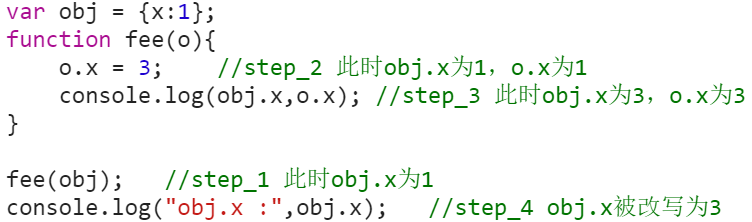 var obj = {x:1};
function fee(o){
    o.x = 3;    //step_2 此时obj.x为1，o.x为1
    console.log(obj.x,o.x); //step_3 此时obj.x为3，o.x为3
}
fee(obj);   //step_1 此时obj.x为1
console.log("obj.x :",obj.x);   //step_4 obj.x被改写为3